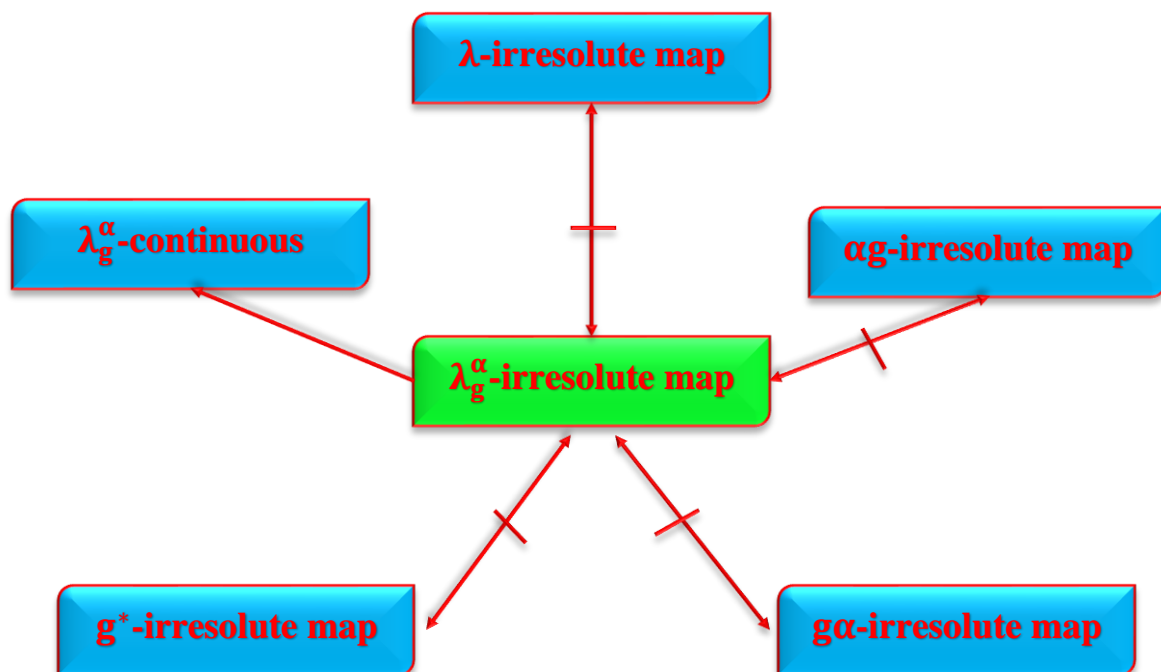 λ-irresolute map
λ_g^α-continuous
αg-irresolute map
λ_g^α-irresolute map
g*-irresolute map
gα-irresolute map